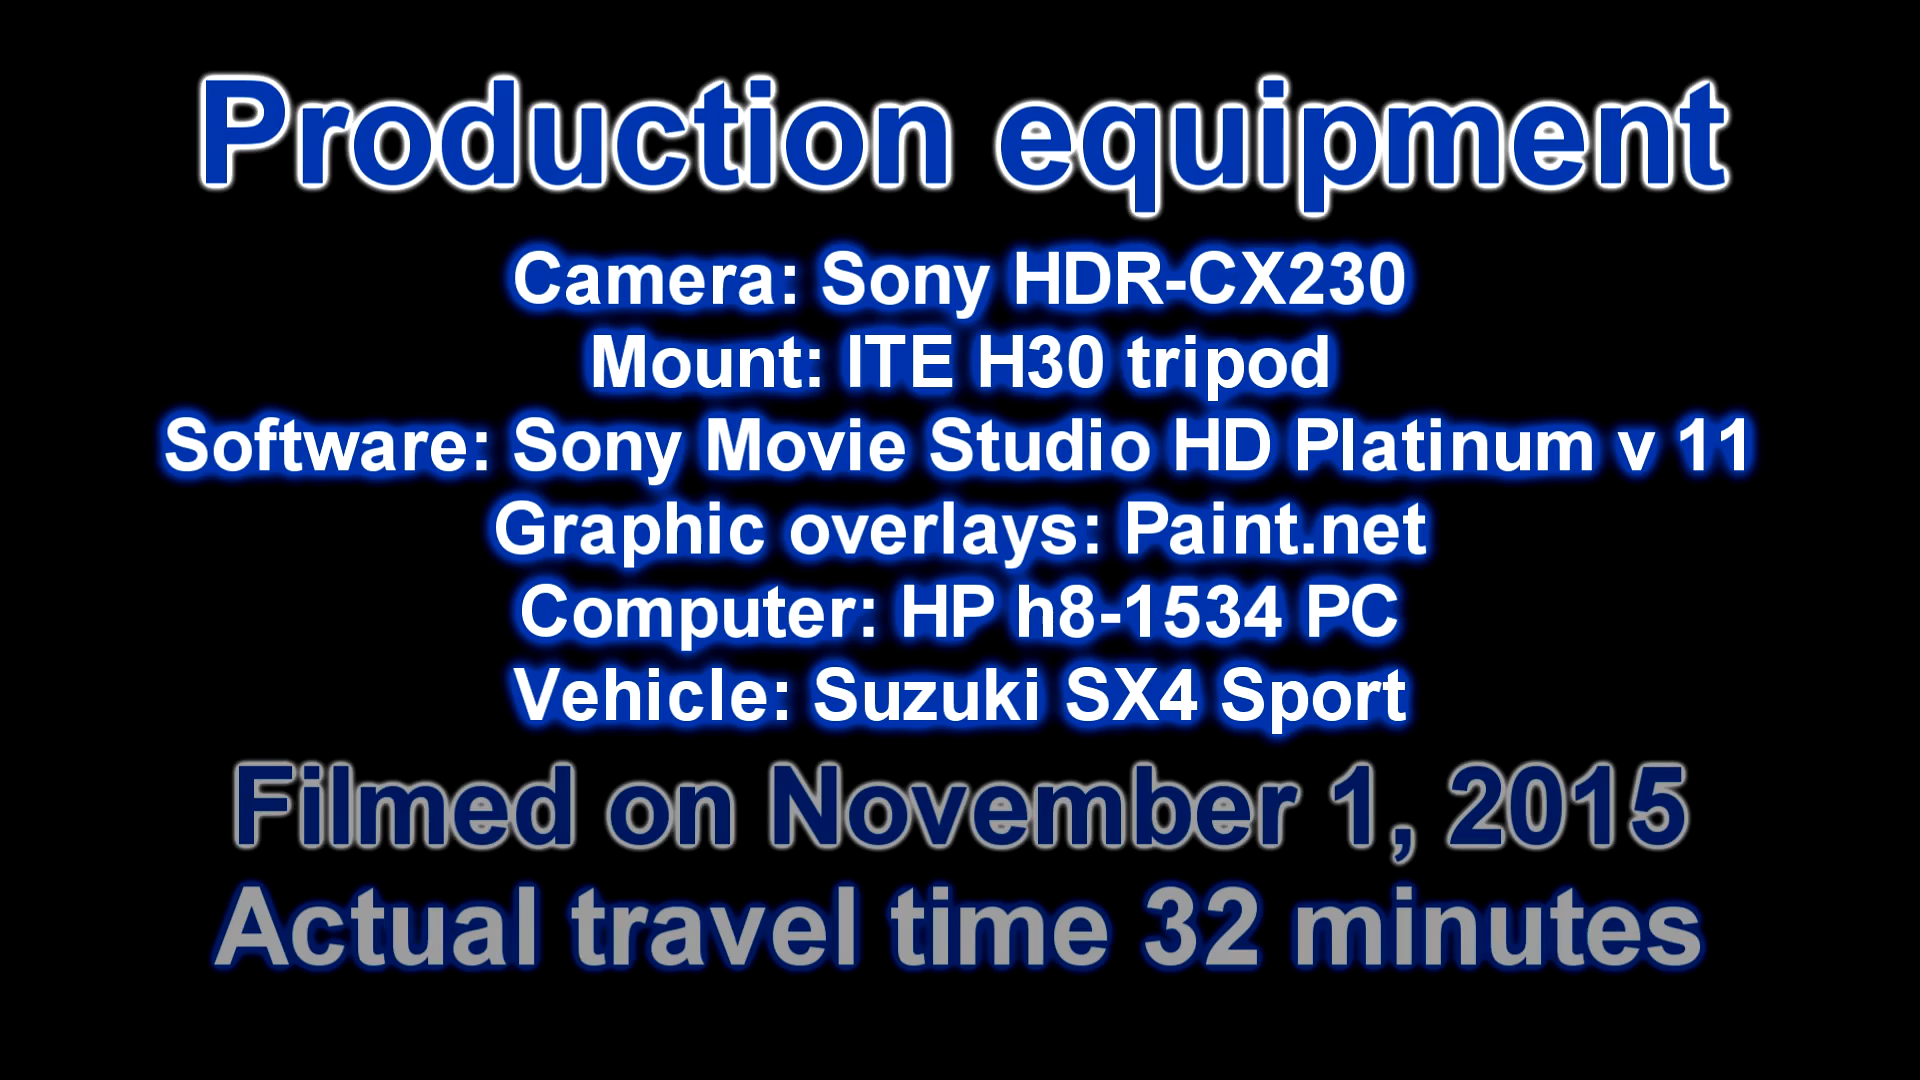 Production equipment
Camera: Sony HDR-CX230
Mount: ITE H30 tripod
Software: Sony Movie Studio HD Platinum v 11
Graphic overlays: Paint.net
Computer: HP h8-1534 PC
Vehicle: Suzuki SX4 Sport
Filmed on November 1, 2015
Actual travel time 32 minutes